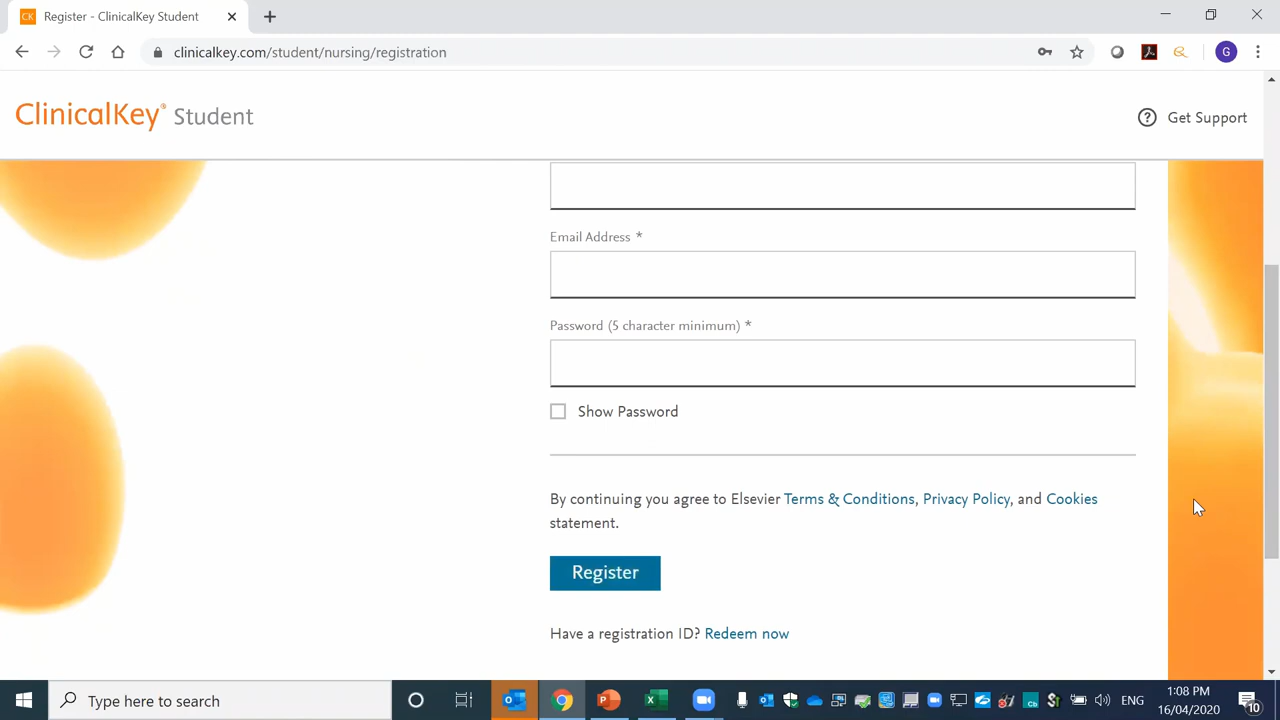 CK Register - ClinicalKey Student
clinicalkey.com/student/nursing/registration
G
ClinicalKey® Student
? Get Support
Email Address *
Password (5 character minimum) *
Show Password
By continuing you agree to Elsevier Terms & Conditions, Privacy Policy, and Cookies
statement.
Register
Have a registration ID? Redeem now
Type here to search
ENG
1:08 PM
16/04/2020
10